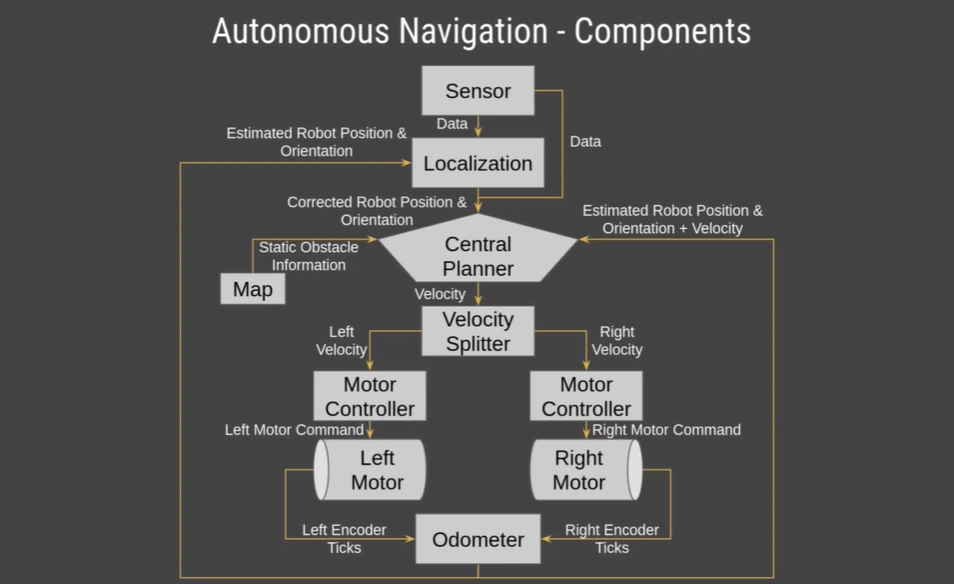 Autonomous Navigation - Components
Sensor
Data
Data
Estimated Robot Position &
Orientation
Localization
Corrected Robot Position &
Orientation
Estimated Robot Position &
Orientation + Velocity
Static Obstacle
Information
Central
Planner
Map
Velocity
Velocity
Splitter
Left
Velocity
Right
Velocity
Motor
Controller
Motor
Controller
Left Motor Command
Right Motor Command
Left
Motor
Right
Motor
Left Encoder
Ticks
Odometer
Right Encoder
Ticks